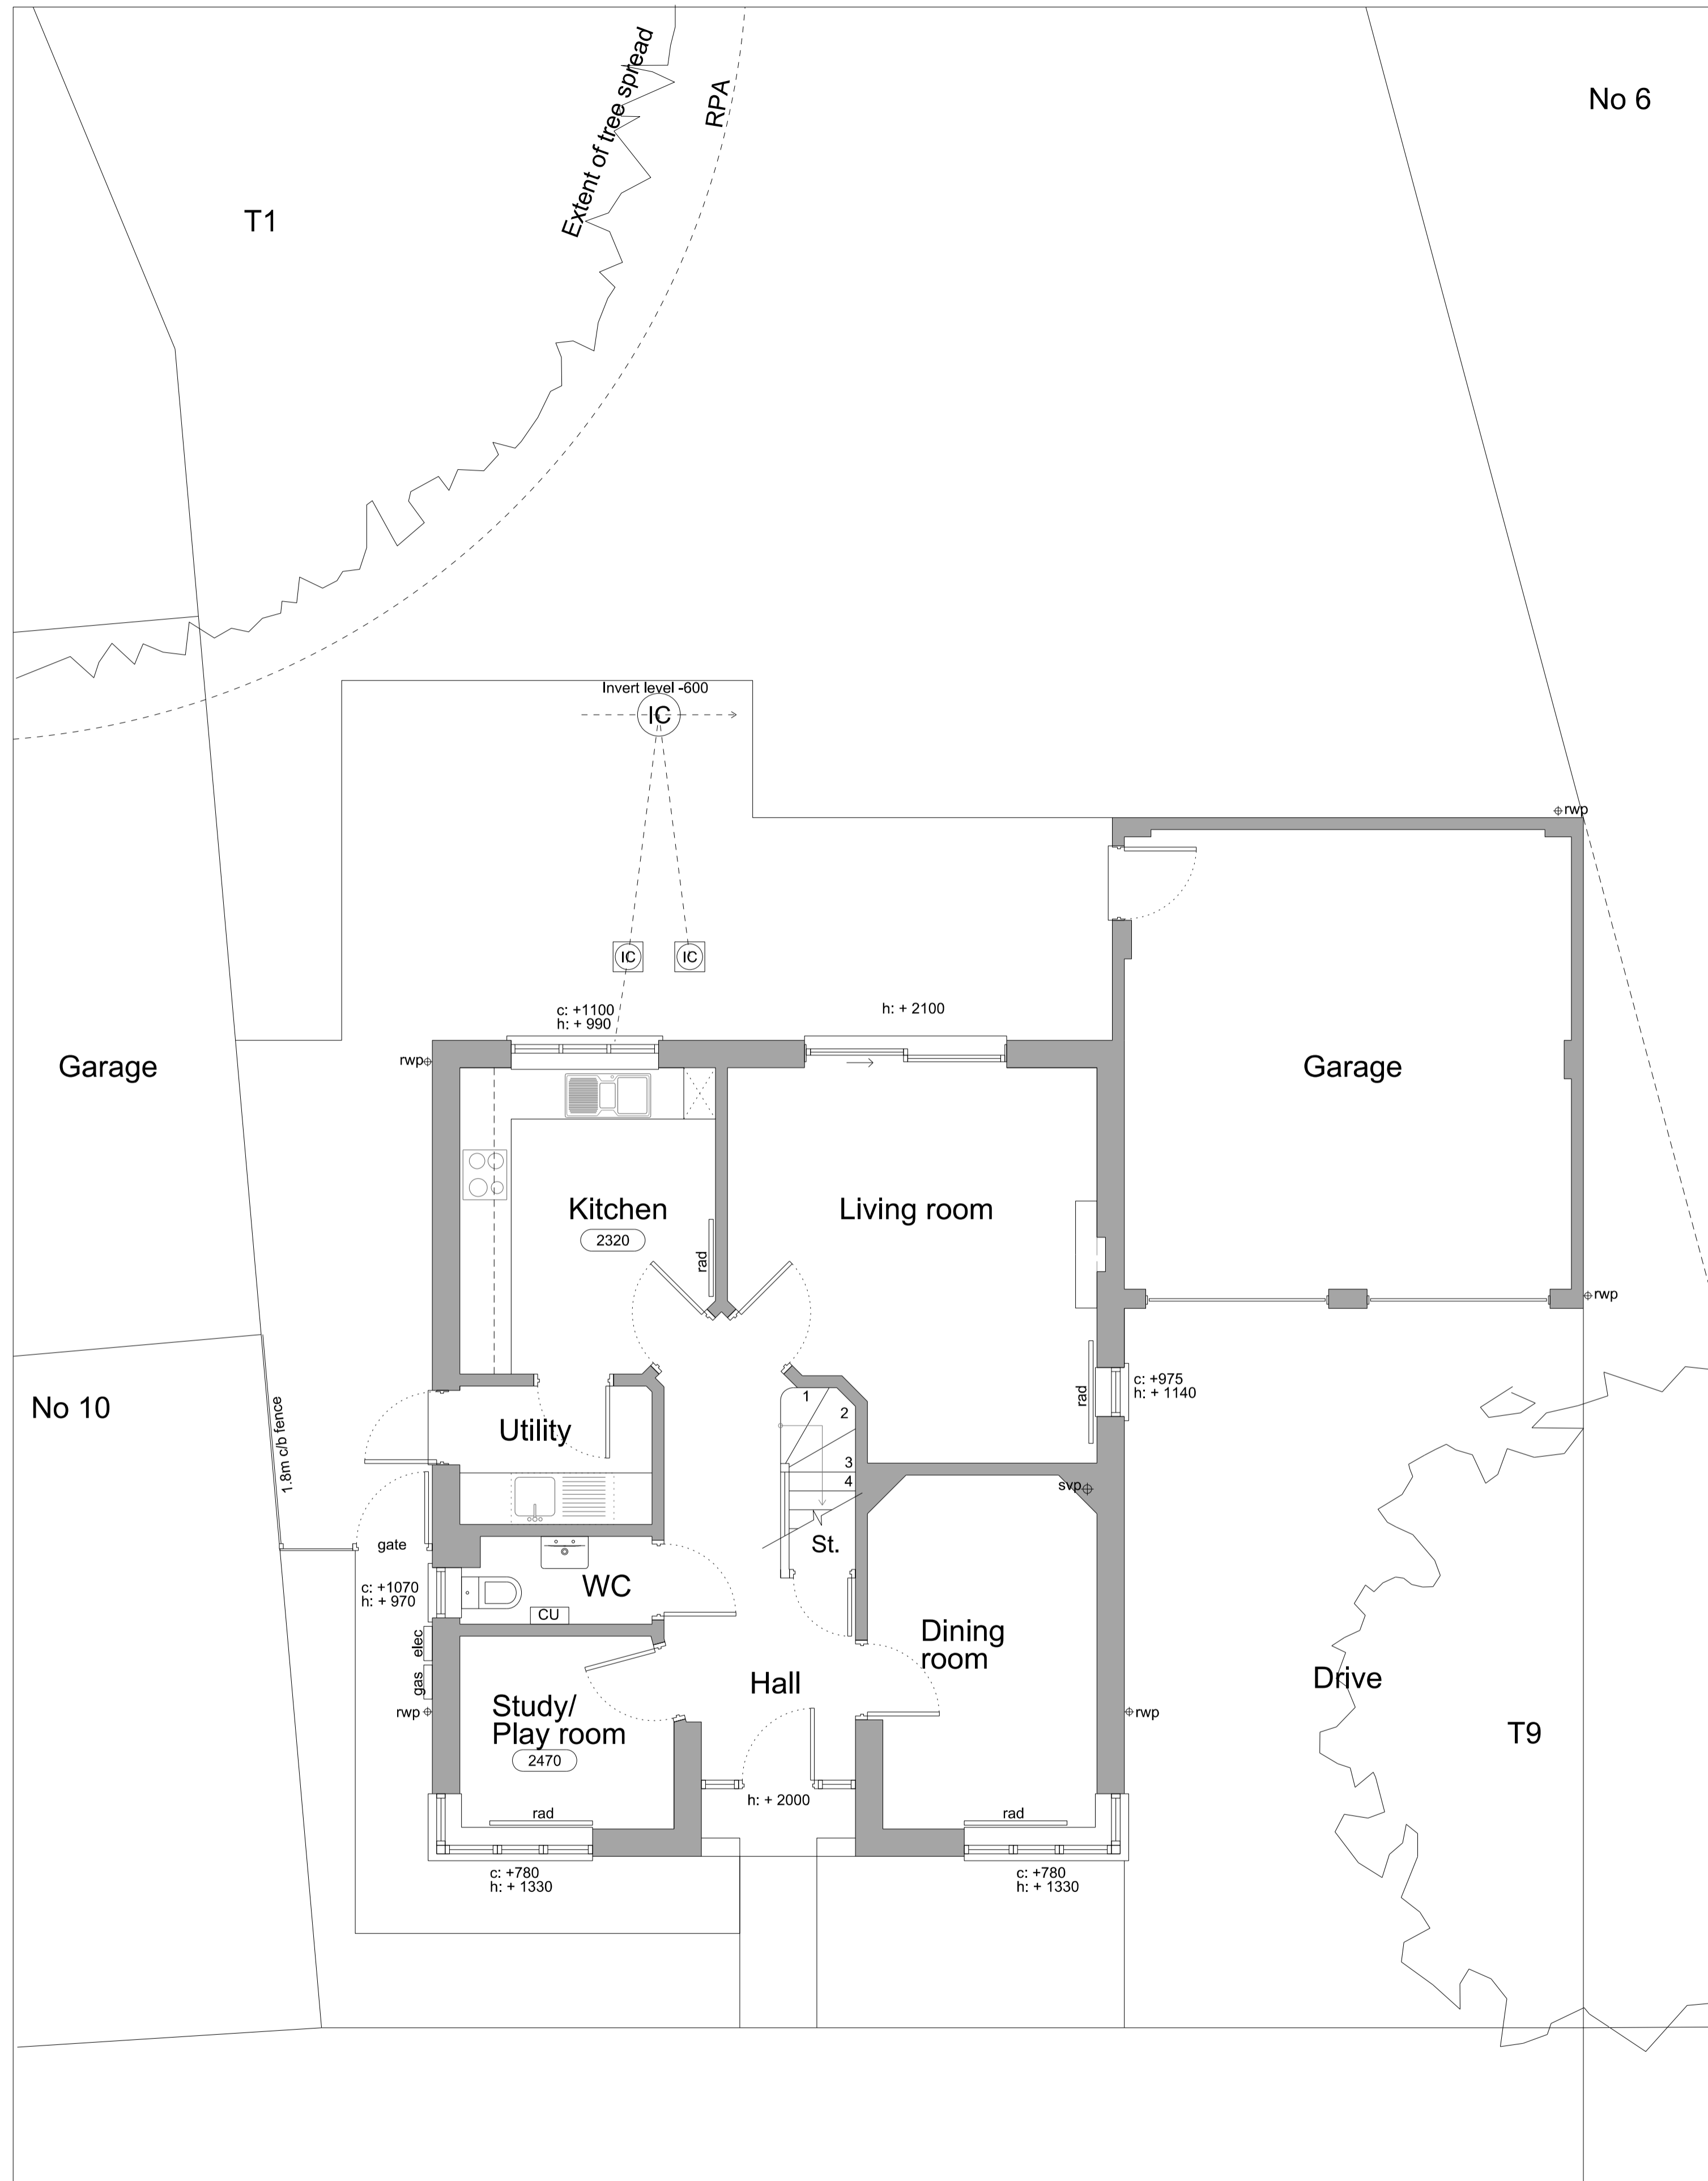 Extent of tree spread
RPA
No 6
T1
Invert level -600
IC
rwp
IC
IC
c: +1100
h: + 990
h: + 2100
rwp
Garage
Garage
Kitchen
2320
rad
Living room
rwp
rad
c: +975
h: + 1140
No 10
1.8m c/b fence
Utility
1
2
3
4
svp
St.
gate
WC
CU
c: +1070
h: + 970
elec
gas
rwp
Dining
room
Hall
Study/
Play room
2470
rwp
Drive
T9
rad
h: + 2000
rad
c: +780
h: + 1330
c: +780
h: + 1330